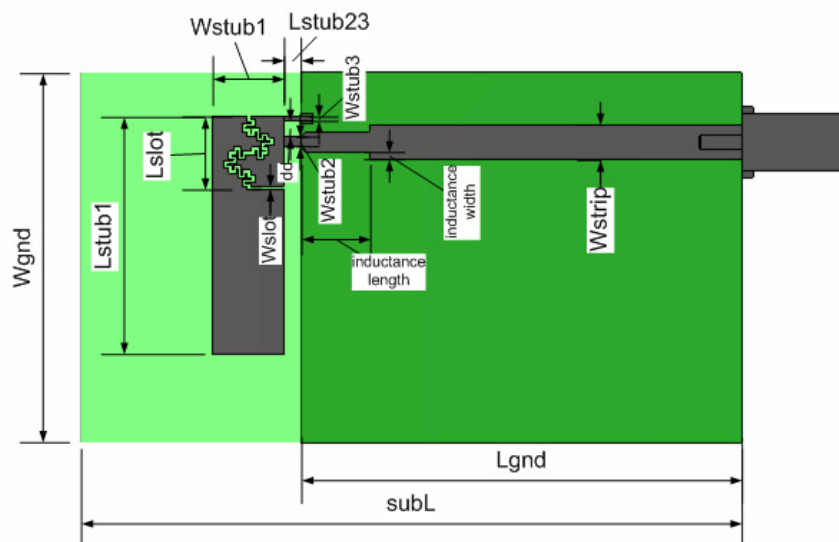 Wstub1
Lstub23
Wstub3
Lslot
dd
Wstub2
Wslot
Lstub1
Wgnd
inductance
width
Wstrip
inductance
length
Lgnd
subL